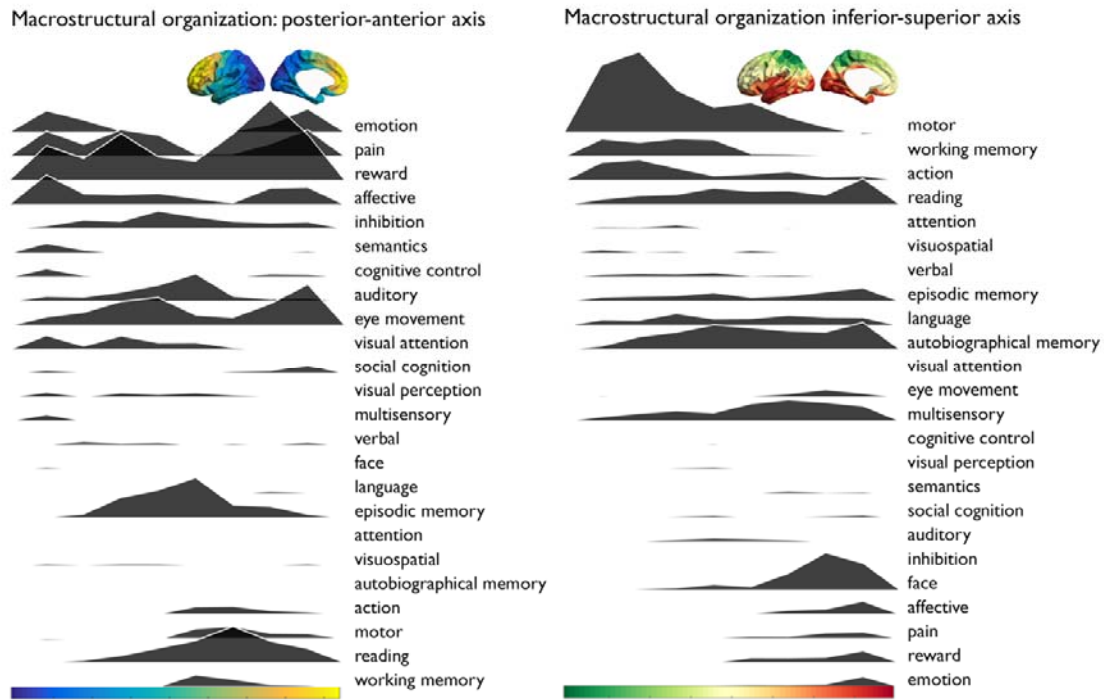 Macrostructural organization: posterior-anterior axis
emotion
pain
reward
affective
inhibition
semantics
cognitive control
auditory
eye movement
visual attention
social cognition
visual perception
multisensory
verbal
face
language
episodic memory
attention
visuospatial
autobiographical memory
action
motor
reading
working memory
Macrostructural organization inferior-superior axis
motor
working memory
action
reading
attention
visuospatial
verbal
episodic memory
language
autobiographical memory
visual attention
eye movement
multisensory
cognitive control
visual perception
semantics
social cognition
auditory
inhibition
face
affective
pain
reward
emotion